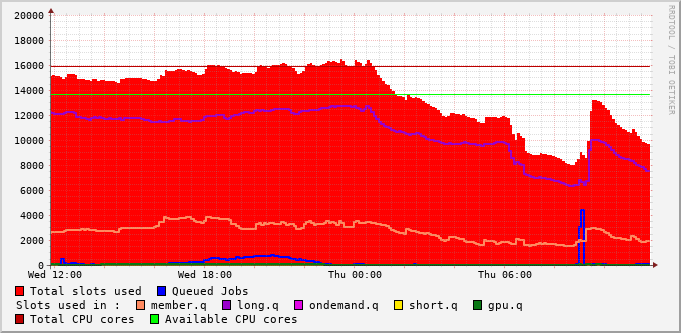 20000
18000
16000
14000
12000
10000
8000
6000
4000
2000
0
Wed 12:00 Wed 18:00 Thu 00:00 Thu 06:00
Total slots used Queued Jobs
Slots used in : member.q long.q ondemand.q short.q gpu.q
Total CPU cores Available CPU cores
RRDTOOL / TOBI OETIKER